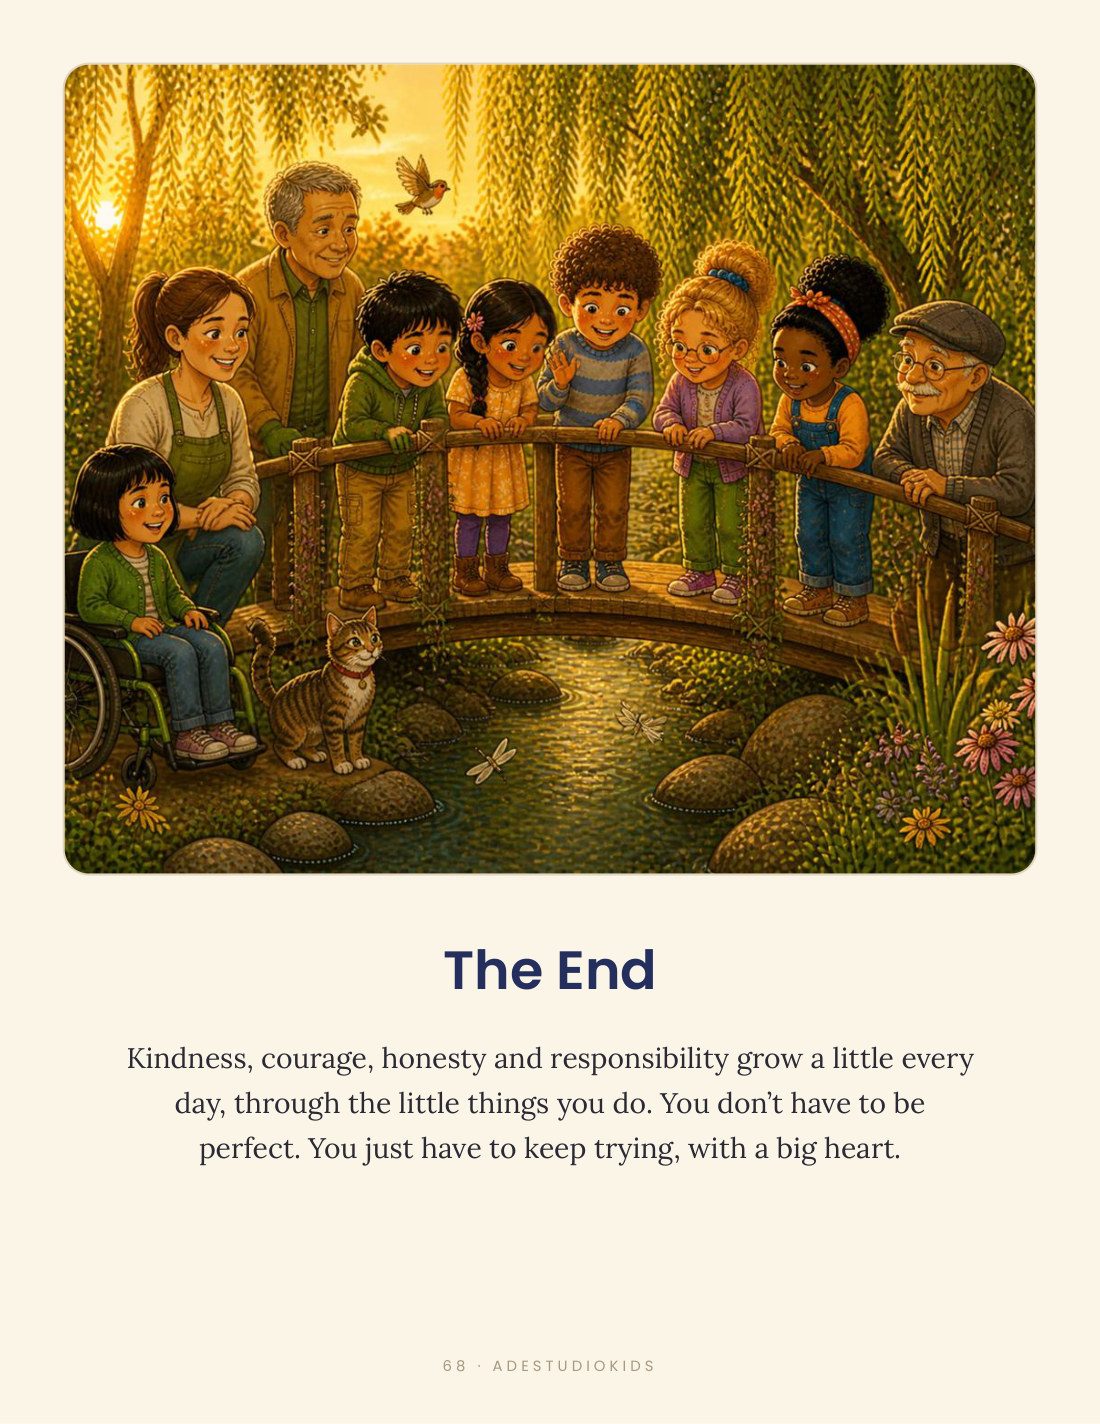 The End
Kindness, courage, honesty and responsibility grow a little every
day, through the little things you do. You don’t have to be
perfect. You just have to keep trying, with a big heart.
68 · ADESTUDIOKIDS